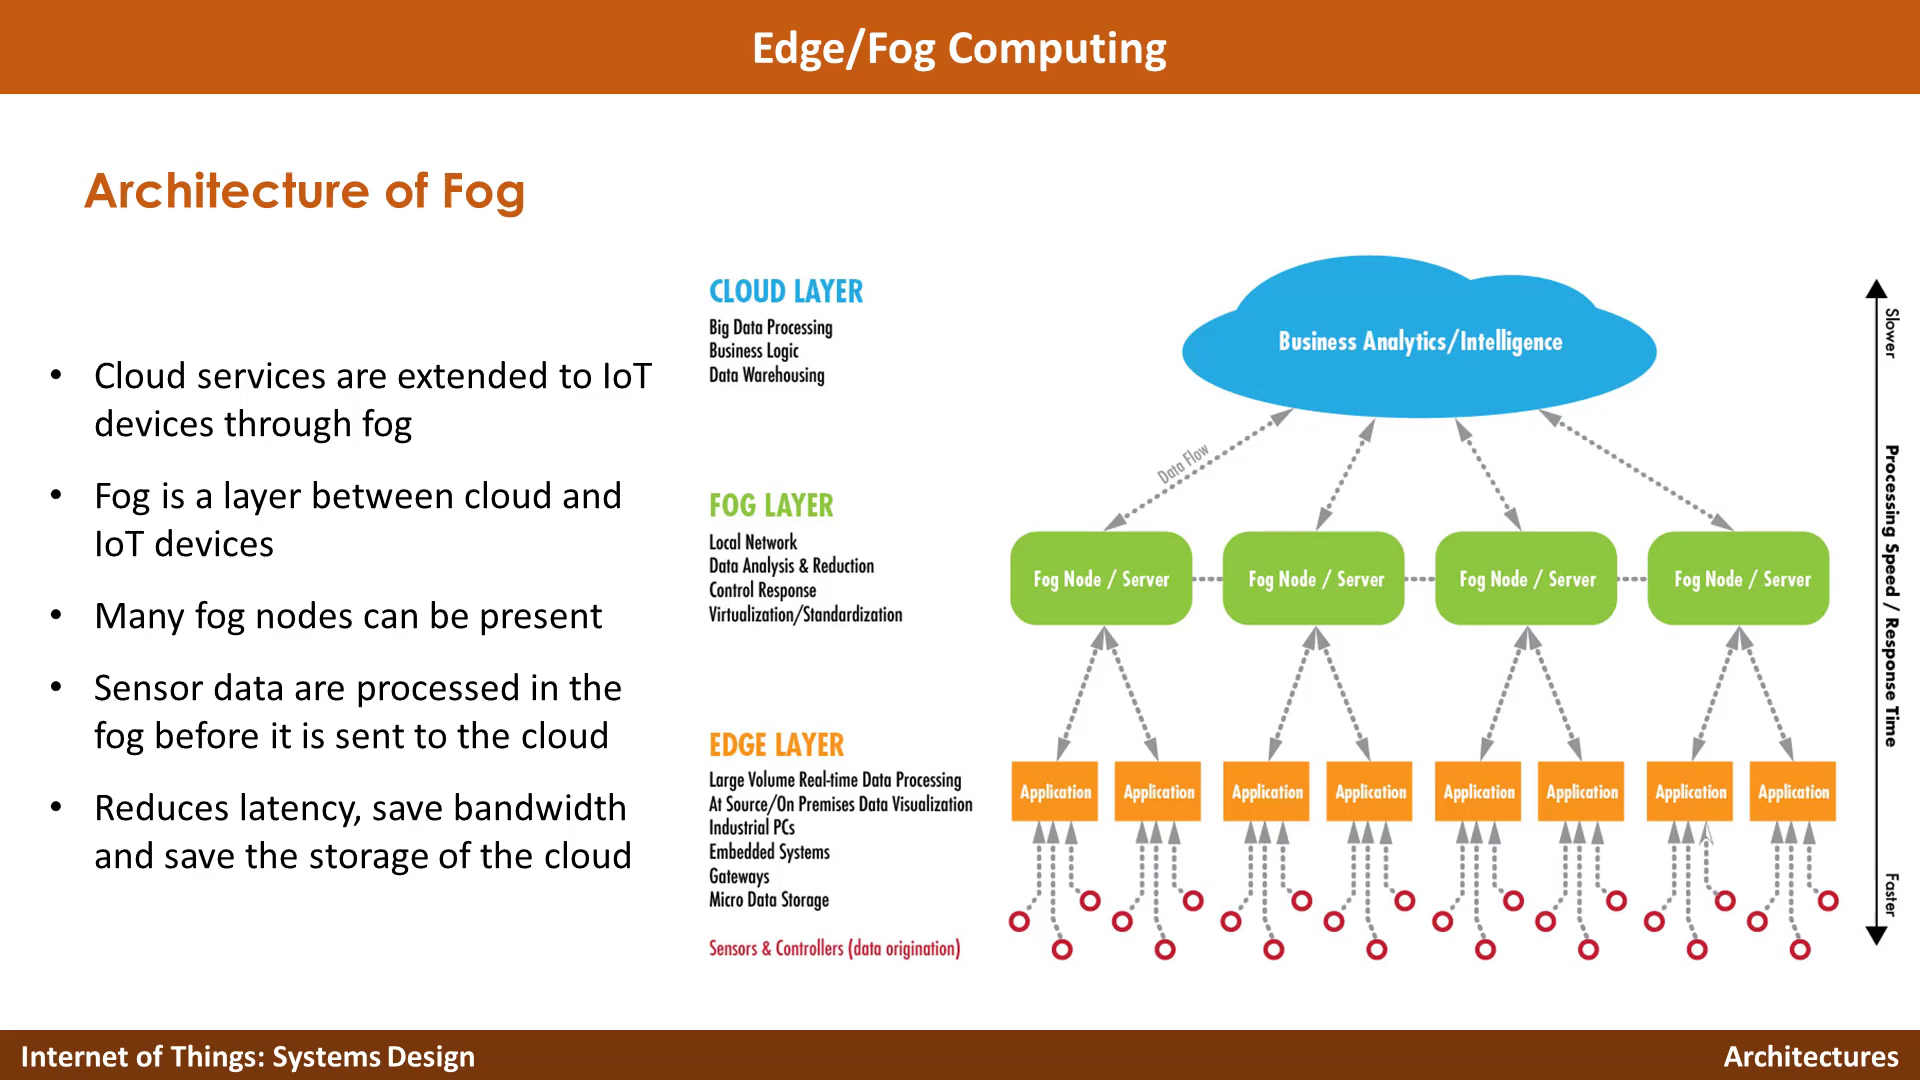 Edge/Fog Computing
Architecture of Fog
• Cloud services are extended to IoT
devices through fog
• Fog is a layer between cloud and
IoT devices
• Many fog nodes can be present
• Sensor data are processed in the
fog before it is sent to the cloud
• Reduces latency, save bandwidth
and save the storage of the cloud
CLOUD LAYER
Big Data Processing
Business Logic
Data Warehousing
FOG LAYER
Local Network
Data Analysis & Reduction
Control Response
Virtualization/Standardization
EDGE LAYER
Large Volume Real-time Data Processing
At Source/On Premises Data Visualization
Industrial PCs
Embedded Systems
Gateways
Micro Data Storage
Sensors & Controllers (data origination)
Business Analytics/Intelligence
Data Flow
Fog Node / Server
Fog Node / Server
Fog Node / Server
Fog Node / Server
Application
Application
Application
Application
Application
Application
Application
Application
Slower
Processing Speed / Response Time
Faster
Internet of Things: Systems Design
Architectures